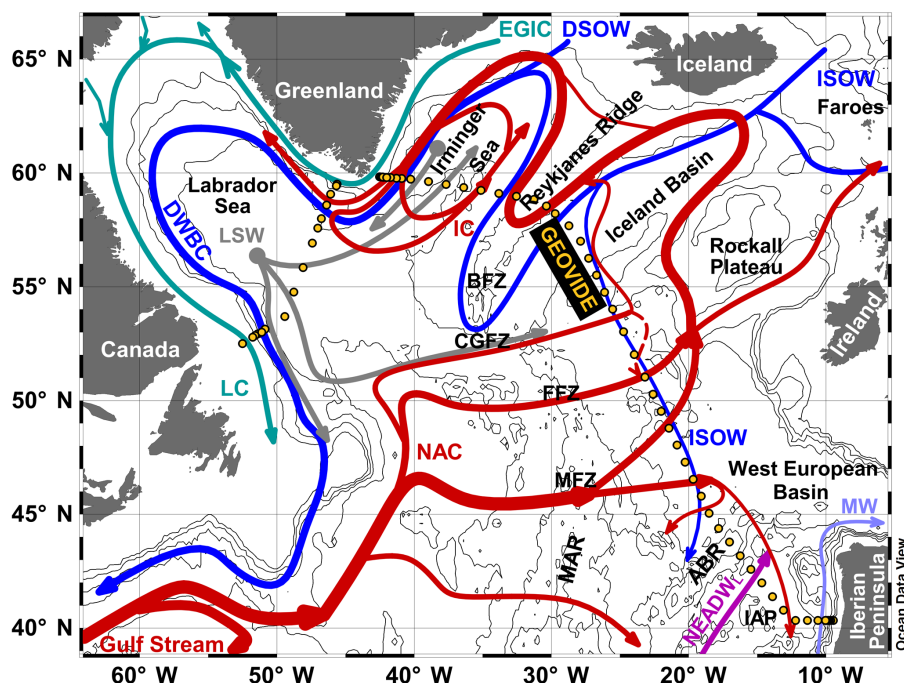 65° N
60° N
55° N
50° N
45° N
40° N
EGIC
DSOW
Greenland
Iceland
ISOW
Faroes
Irminger
Sea
Reykjanes Ridge
Labrador
Sea
Iceland Basin
DWBC
LSW
IC
GEOVIDE
Rockall
Plateau
BFZ
Ireland
Canada
CGFZ
LC
FFZ
NAC
ISOW
MFZ
West European
Basin
MW
MAR
ABR
NEADWL
IAP
Iberian
Peninsula
Gulf Stream
Ocean Data View
60° W
50° W
40° W
30° W
20° W
10° W